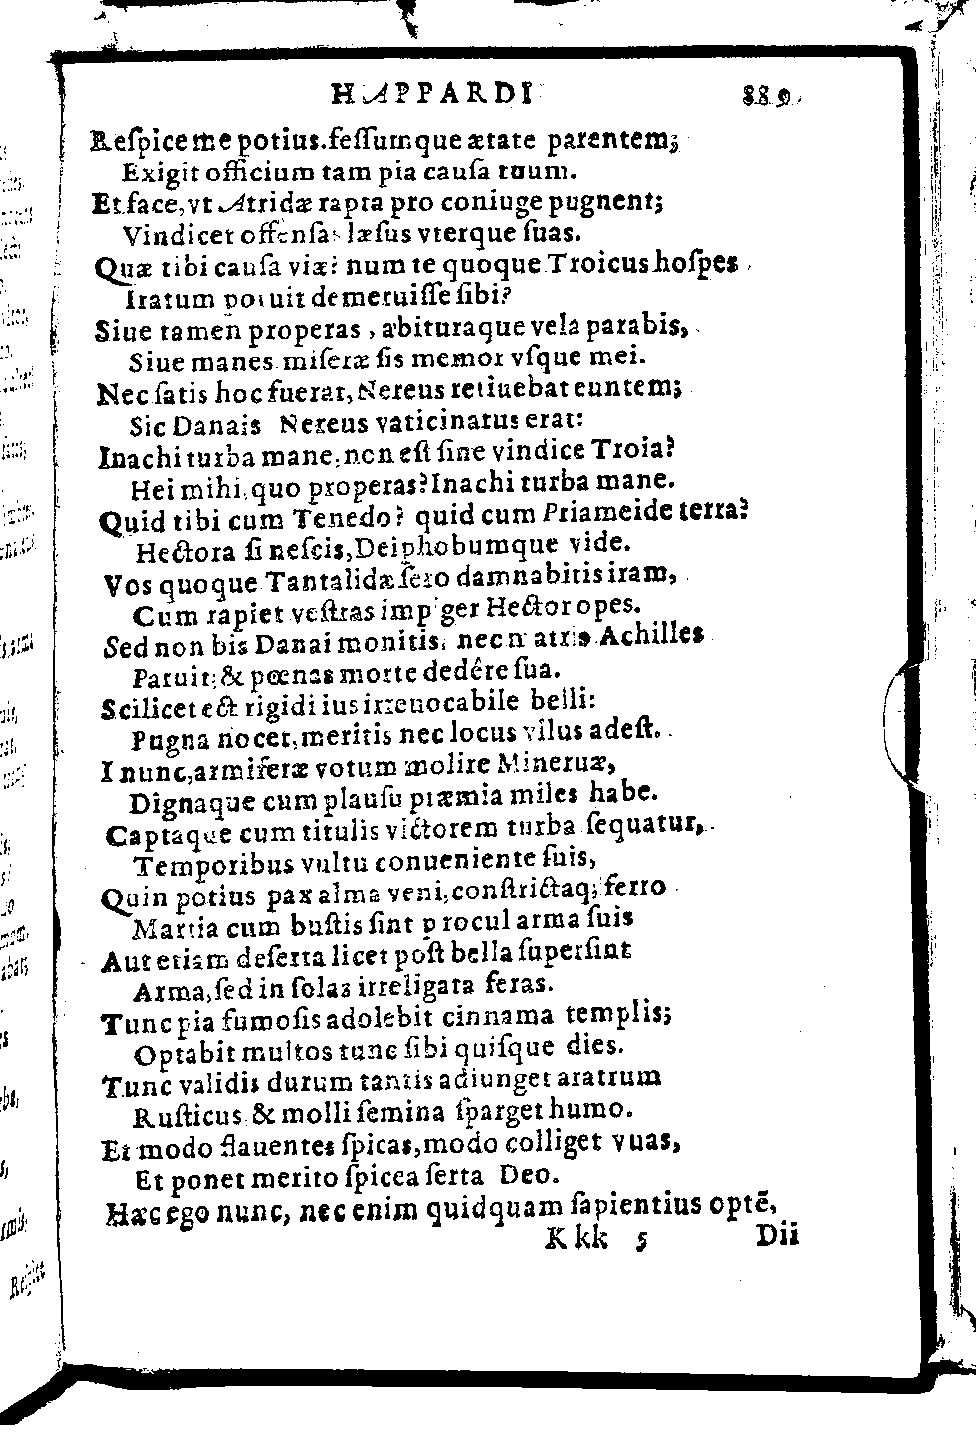 HAPPARDI 889.
Reſpice me potius feſſumque ætate parentem;
Exigit officium tam pia cauſa tuum.
Et face, vt Atridæ rapta pro coniuge pugnent;
Vindicet offenſas læſus vterque ſuas.
Quæ tibi cauſa viæ? num te quoque Troicus hoſpes
Iratum potuit demeruiſſe ſibi?
Siue tamen properas, abituraque vela parabis,
Siue manes miſeræ ſis memor vſque mei.
Nec ſatis hoc fuerat, Nereus retinebat euntem;
Sic Danais Nereus vaticinatus erat:
Inachi turba mane, non eſt ſine vindice Troia?
Hei mihi, quo properas? Inachi turba mane.
Quid tibi cum Tenedo? quid cum Priameide terra?
Hectora ſi neſcis, Deiphobumque vide.
Vos quoque Tantalidæ ſero damnabitis iram,
Cum rapiet veſtras impiger Hector opes.
Sed non his Danai monitis, nec matris Achilles
Paruit; & pœnas morte dedêre ſua.
Scilicet eſt rigidi ius irreuocabile belli:
Pugna nocet, meritis nec locus vllus adeſt.
I nunc, armiferæ votum molire Mineruæ,
Dignaque cum plauſu præmia miles habe.
Captaque cum titulis victorem turba ſequatur,
Temporibus vultu conueniente ſuis,
Quin potius pax alma veni, conſtrictaq; ferro
Martia cum buſtis ſint procul arma ſuis
Aut etiam deſerta licet poſt bella ſuperſint
Arma, ſed in ſolas irreligata feras.
Tunc pia fumoſis adolebit cinnama templis;
Optabit multos tunc ſibi quiſque dies.
Tunc validis durum tantis adiunget aratrum
Ruſticus & molli ſemina ſparget humo.
Et modo flauentes ſpicas, modo colliget vuas,
Et ponet merito ſpicea ſerta Deo.
Hæc ego nunc, nec enim quidquam ſapientius optẽ,
Kkk 5 Dii